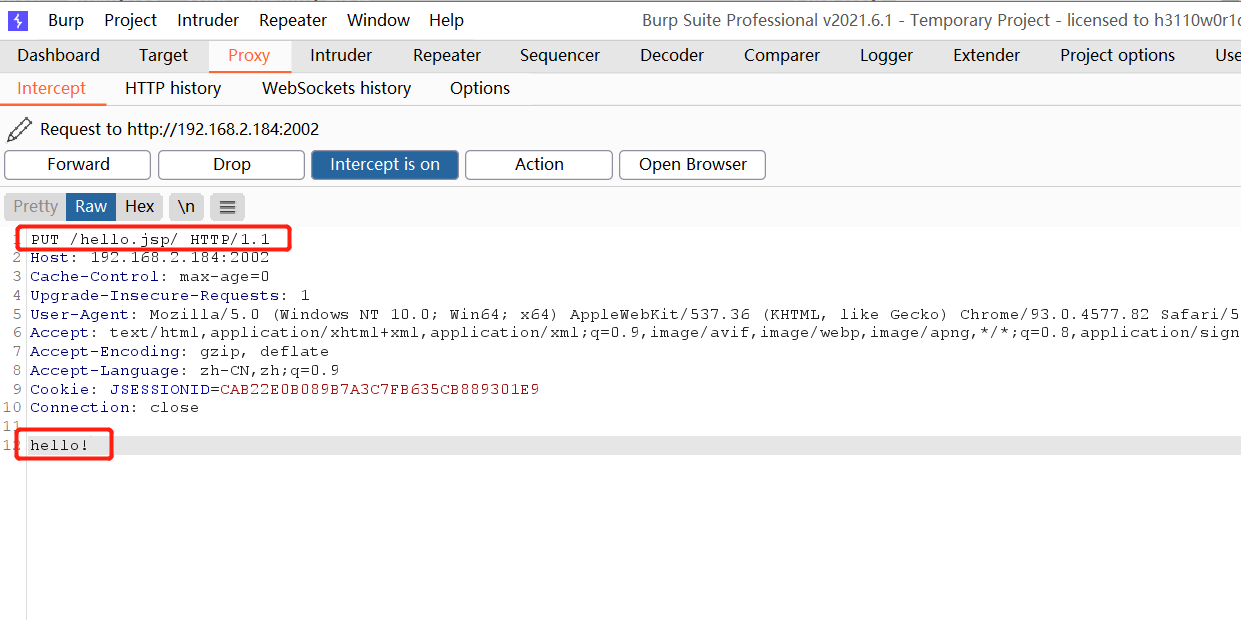 Burp Project Intruder Repeater Window Help Burp Suite Professional v2021.6.1 - Temporary Project - licensed to h3110w0r1
Dashboard Target Proxy Intruder Repeater Sequencer Decoder Comparer Logger Extender Project options Use
Intercept HTTP history WebSockets history Options
Request to http://192.168.2.184:2002
Forward Drop Intercept is on Action Open Browser
Pretty Raw Hex \n
1 PUT /hello.jsp/ HTTP/1.1
2 Host: 192.168.2.184:2002
3 Cache-Control: max-age=0
4 Upgrade-Insecure-Requests: 1
5 User-Agent: Mozilla/5.0 (Windows NT 10.0; Win64; x64) AppleWebKit/537.36 (KHTML, like Gecko) Chrome/93.0.4577.82 Safari/5
6 Accept: text/html,application/xhtml+xml,application/xml;q=0.9,image/avif,image/webp,image/apng,*/*;q=0.8,application/sign
7 Accept-Encoding: gzip, deflate
8 Accept-Language: zh-CN,zh;q=0.9
9 Cookie: JSESSIONID=CAB22E0B089B7A3C7FB635CB889301E9
10 Connection: close
11
12 hello!